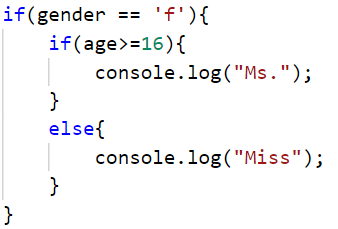 if(gender == 'f'){
    if(age>=16){
        console.log("Ms.");
    }
    else{
        console.log("Miss");
    }
}